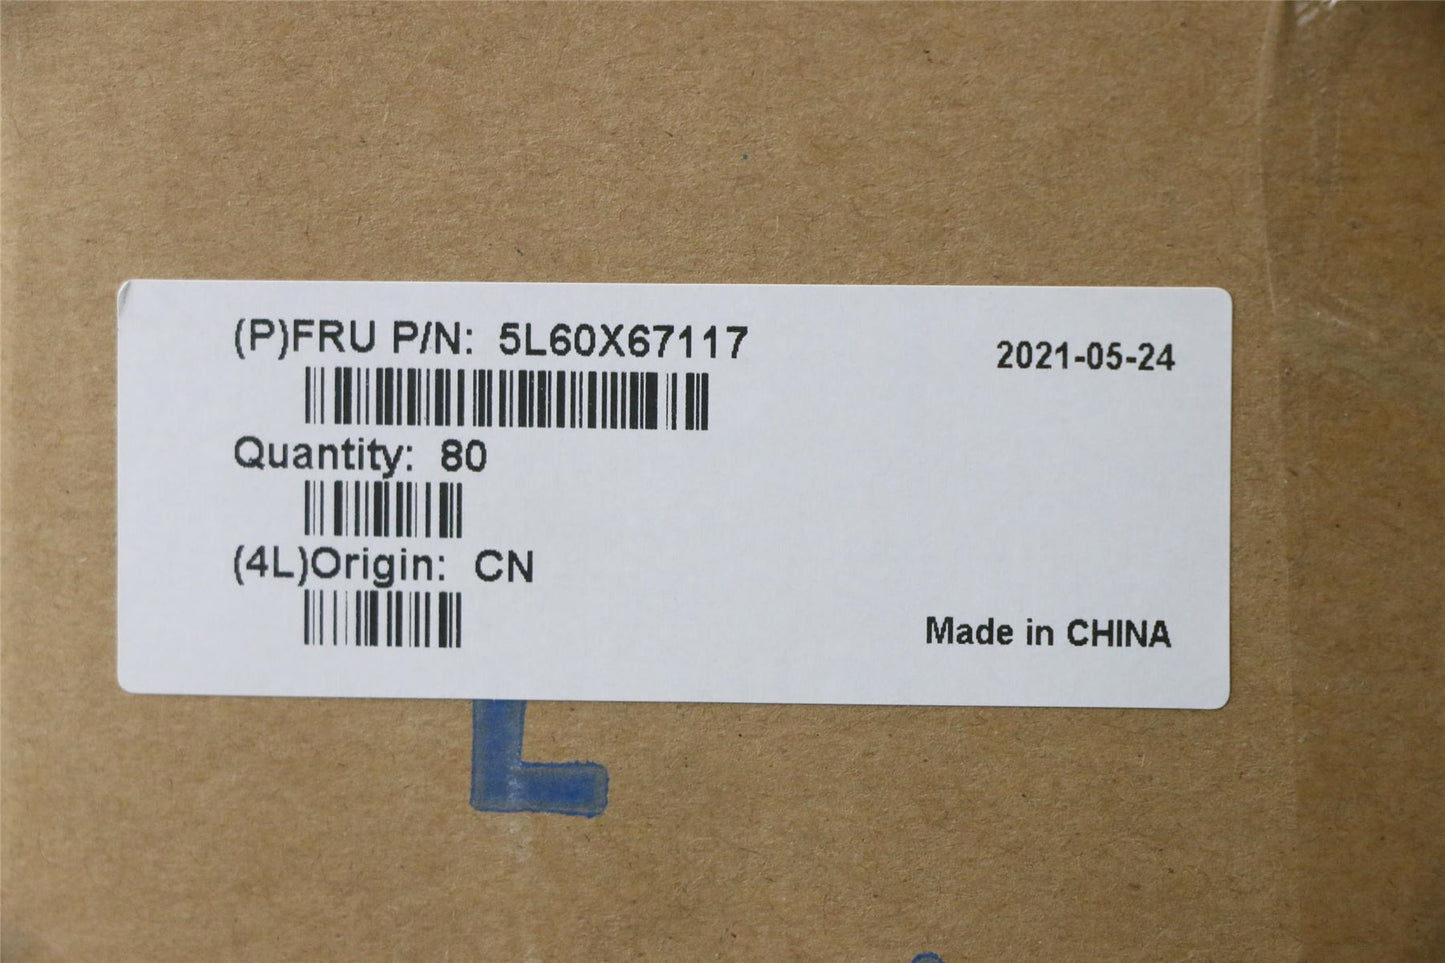 (P)FRU P/N: 5L60X67117
2021-05-24
Quantity: 80
(4L)Origin: CN
Made in CHINA
L